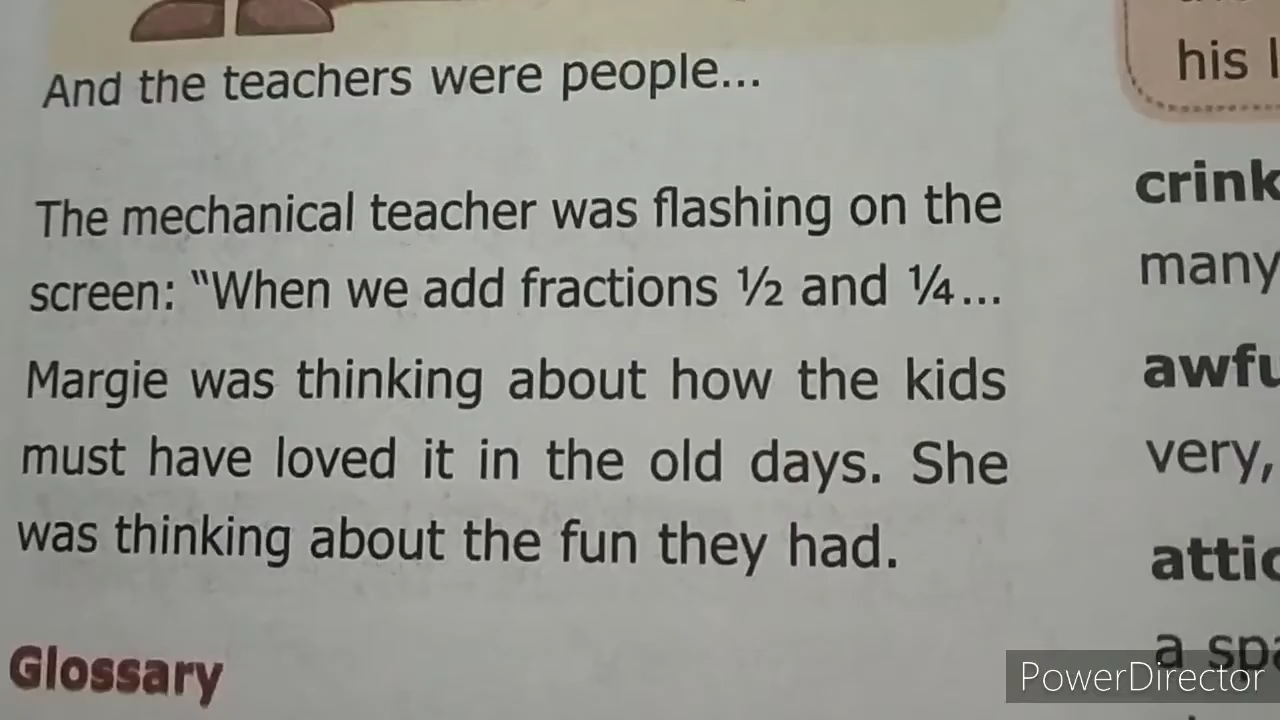 And the teachers were people...
The mechanical teacher was flashing on the
screen: "When we add fractions ½ and ¼...
Margie was thinking about how the kids
must have loved it in the old days. She
was thinking about the fun they had.
Glossary
his
crink
many
awfu
very,
attic
a spa
PowerDirector